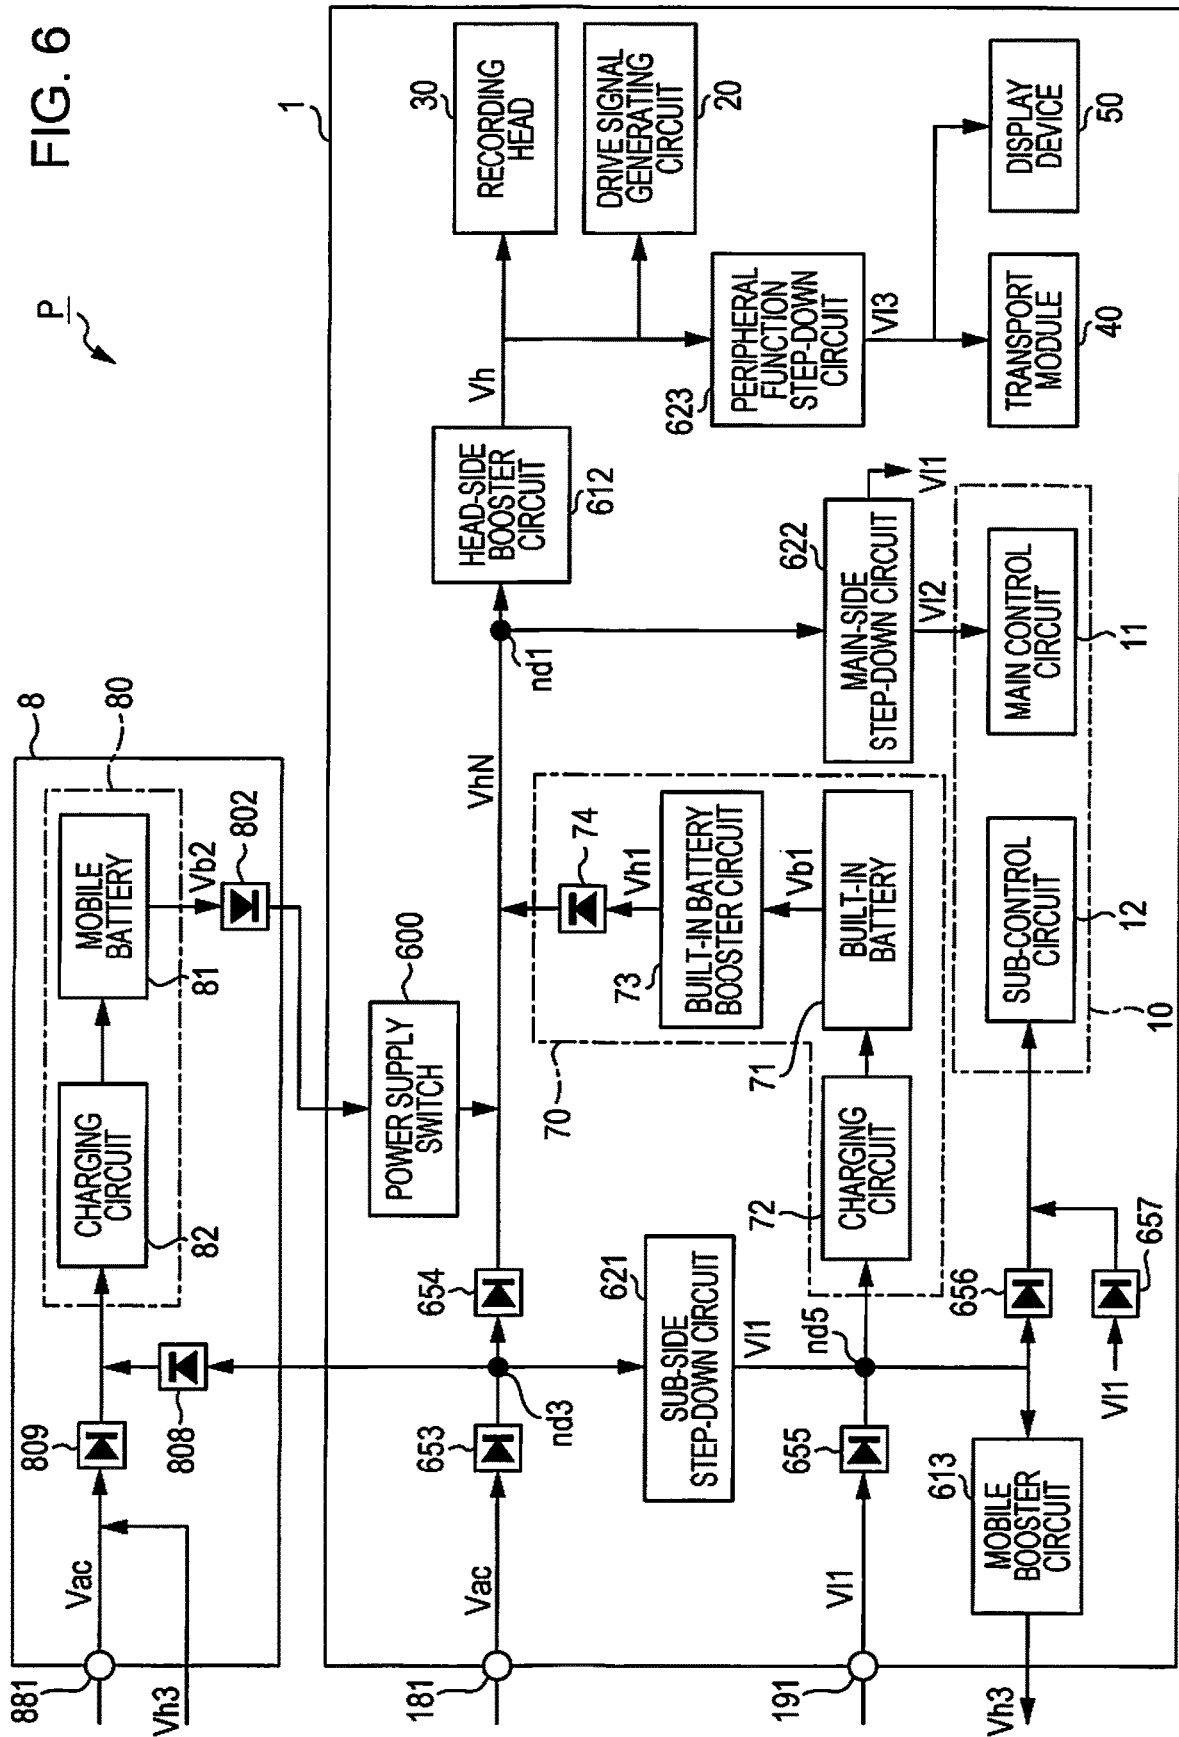 FIG. 6
P
8
80
CHARGING
CIRCUIT
82
MOBILE
BATTERY
81
Vb2
802
809
808
881
Vac
Vh3
1
POWER SUPPLY
SWITCH
600
181
Vac
653
nd3
654
VhN
nd1
HEAD-SIDE
BOOSTER
CIRCUIT
612
Vh
RECORDING
HEAD
30
DRIVE SIGNAL
GENERATING
CIRCUIT
20
PERIPHERAL
FUNCTION
STEP-DOWN
CIRCUIT
623
Vl3
TRANSPORT
MODULE
40
DISPLAY
DEVICE
50
SUB-SIDE
STEP-DOWN CIRCUIT
621
Vl1
70
74
Vh1
BUILT-IN BATTERY
BOOSTER CIRCUIT
73
Vb1
BUILT-IN
BATTERY
71
CHARGING
CIRCUIT
72
nd5
MAIN-SIDE
STEP-DOWN CIRCUIT
622
Vl1
Vl2
191
Vl1
655
656
657
Vl1
SUB-CONTROL
CIRCUIT
12
MAIN CONTROL
CIRCUIT
11
10
MOBILE
BOOSTER
CIRCUIT
613
Vh3